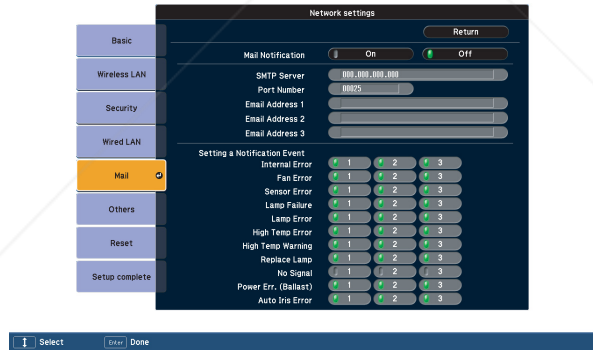 Network settings
Return
Basic
Mail Notification On Off
Wireless LAN
SMTP Server 000.000.000.000
Port Number 00025
Security
Email Address 1
Email Address 2
Email Address 3
Wired LAN
Setting a Notification Event
Internal Error 1 2 3
Mail
Fan Error 1 2 3
Sensor Error 1 2 3
Lamp Failure 1 2 3
Others
Lamp Error 1 2 3
High Temp Error 1 2 3
Reset
High Temp Warning 1 2 3
Replace Lamp 1 2 3
No Signal 1 2 3
Setup complete
Power Err. (Ballast) 1 2 3
Auto Iris Error 1 2 3
Select Enter Done